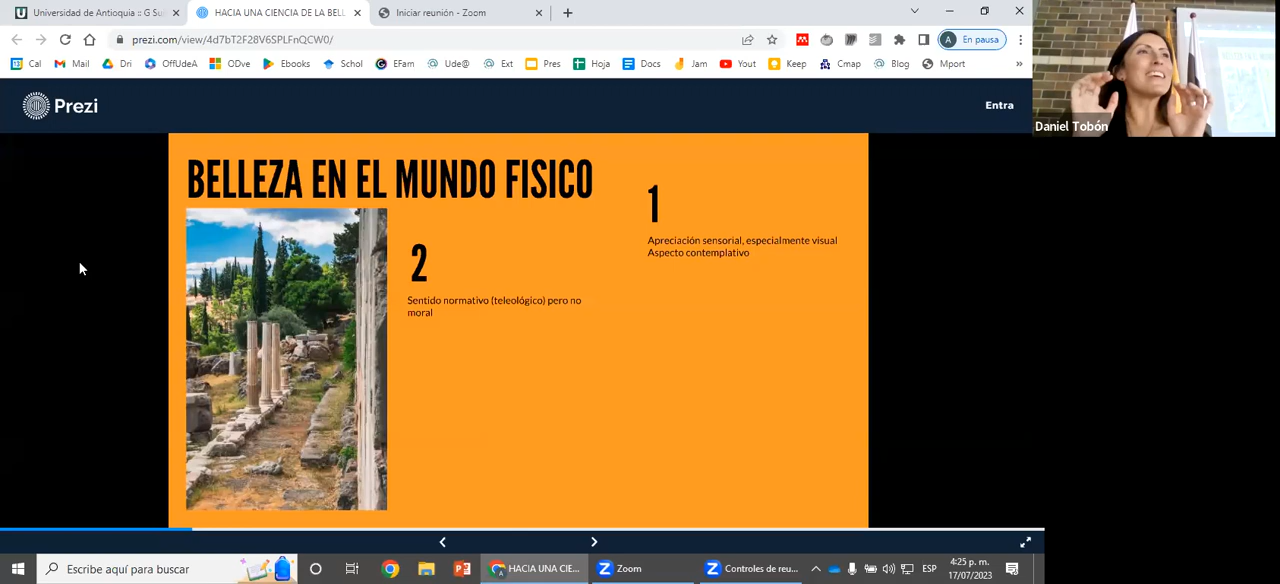 Universidad de Antioquia :: G Su
HACIA UNA CIENCIA DE LA BELL
Iniciar reunión - Zoom
prezi.com/view/4d7bT2F28V6SPLFnQCW0/
A
En pausa
Cal
Mail
Dri
OffUdeA
ODve
Ebooks
Schol
EFam
Ude@
Ext
Pres
Hoja
Docs
Jam
Yout
Keep
Cmap
Blog
Mport
»
Prezi
Entra
Daniel Tobón
BELLEZA EN EL MUNDO FISICO
1
Apreciación sensorial, especialmente visual
Aspecto contemplativo
2
Sentido normativo (teleológico) pero no
moral
Escribe aquí para buscar
HACIA UNA CIE...
Zoom
Controles de reu...
ESP
4:25 p. m.
17/07/2023